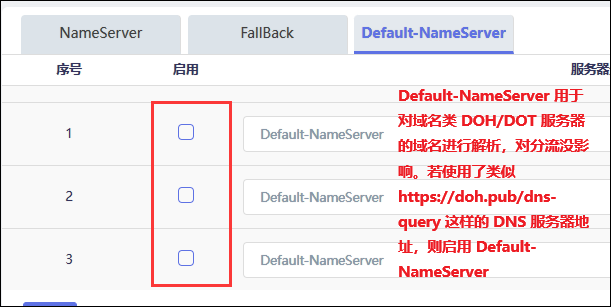 NameServer
FallBack
Default-NameServer
序号
启用
服务器
1
Default-NameServer
2
Default-NameServer
3
Default-NameServer
Default-NameServer 用于
对域名类 DOH/DOT 服务器
的域名进行解析，对分流没影
响。若使用了类似
https://doh.pub/dns-
query 这样的 DNS 服务器地
址，则启用 Default-
NameServer